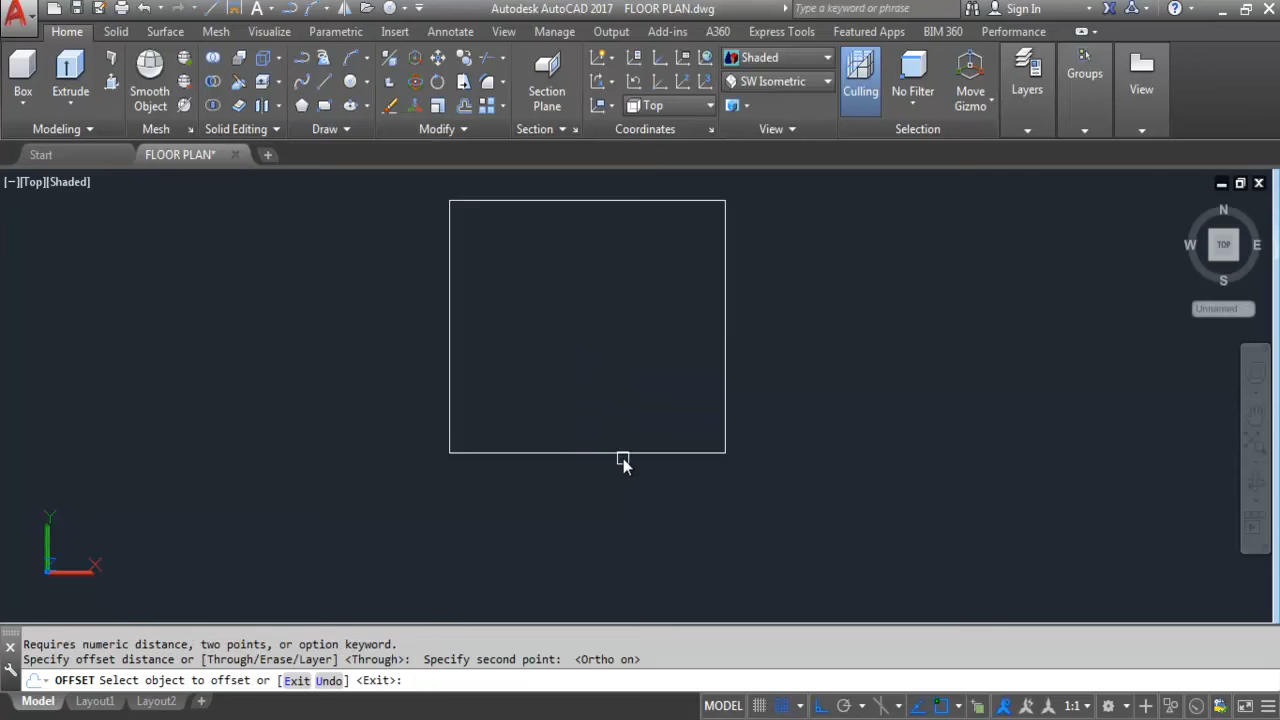 Autodesk AutoCAD 2017 FLOOR PLAN.dwg
Type a keyword or phrase
Sign In
Home Solid Surface Mesh Visualize Parametric Insert Annotate View Manage Output Add-ins A360 Express Tools Featured Apps BIM 360 Performance
Box
Extrude
Smooth
Object
Section
Plane
Shaded
SW Isometric
Top
Culling
No Filter
Move
Gizmo
Layers
Groups
View
Modeling Mesh Solid Editing Draw Modify Section Coordinates View Selection
Start FLOOR PLAN*
[−][Top][Shaded]
N
W TOP E
S
Unnamed
Y
X
Requires numeric distance, two points, or option keyword.
Specify offset distance or [Through/Erase/Layer] <Through>: Specify second point: <Ortho on>
OFFSET Select object to offset or [Exit Undo] <Exit>:
Model Layout1 Layout2 +
MODEL 1:1